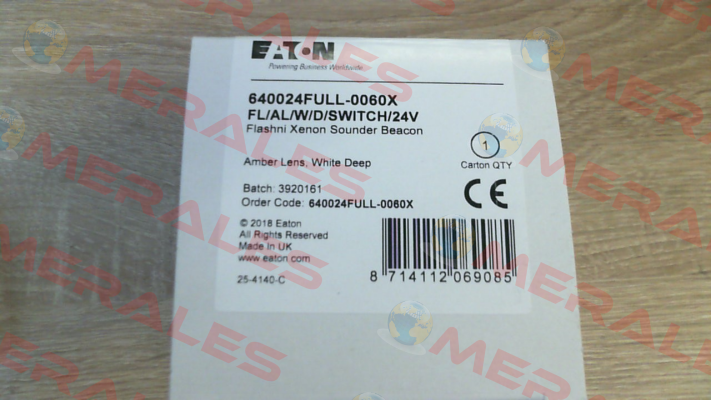 EATON
Powering Business Worldwide
640024FULL-0060X
FL/AL/W/D/SWITCH/24V
Flashni Xenon Sounder Beacon
1
Amber Lens, White Deep
Carton QTY
Batch: 3920161
Order Code: 640024FULL-0060X
CE
© 2018 Eaton
All Rights Reserved
Made In UK
www.eaton.com
25-4140-C
8 714112 069085
MERALES
MERALES
MERALES
MERALES
MERALES